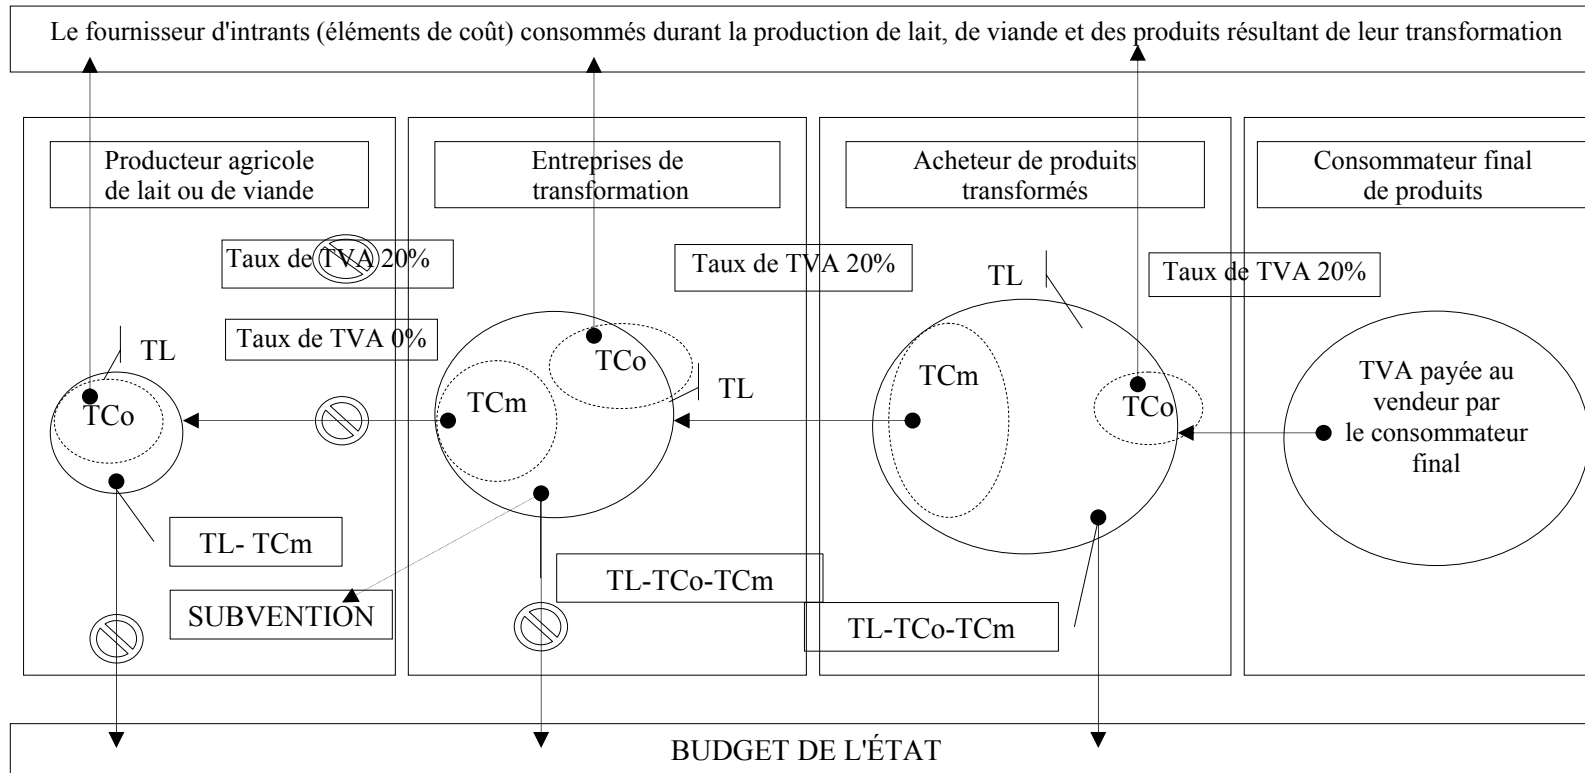 Le fournisseur d'intrants (éléments de coût) consommés durant la production de lait, de viande et des produits résultant de leur transformation
Producteur agricole
de lait ou de viande
Entreprises de
transformation
Acheteur de produits
transformés
Consommateur final
de produits
Taux de TVA 20%
Taux de TVA 20%
Taux de TVA 20%
Taux de TVA 0%
TL
TL
TL
TCo
TCm
TCo
TCm
TCo
TVA payée au
vendeur par
le consommateur
final
TL- TCm
SUBVENTION
TL-TCo-TCm
TL-TCo-TCm
BUDGET DE L'ÉTAT